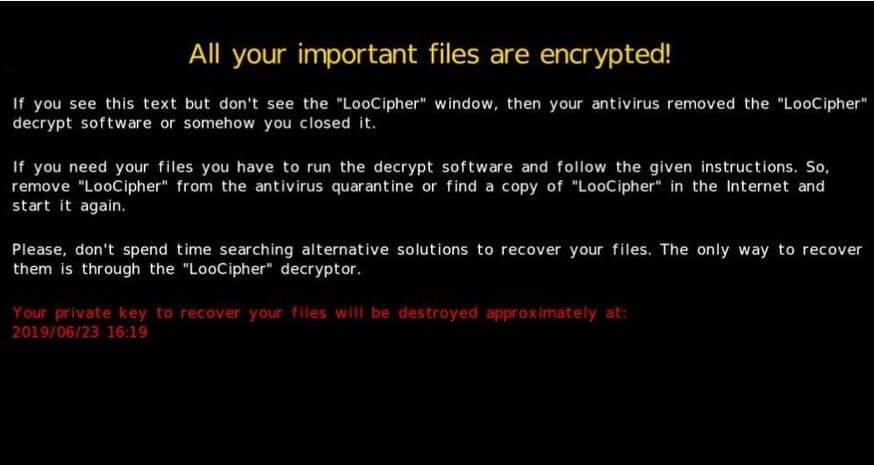 All your important files are encrypted!
If you see this text but don't see the "LooCipher" window, then your antivirus removed the "LooCipher"
decrypt software or somehow you closed it.
If you need your files you have to run the decrypt software and follow the given instructions. So,
remove "LooCipher" from the antivirus quarantine or find a copy of "LooCipher" in the Internet and
start it again.
Please, don't spend time searching alternative solutions to recover your files. The only way to recover
them is through the "LooCipher" decryptor.
Your private key to recover your files will be destroyed approximately at:
2019/06/23 16:19